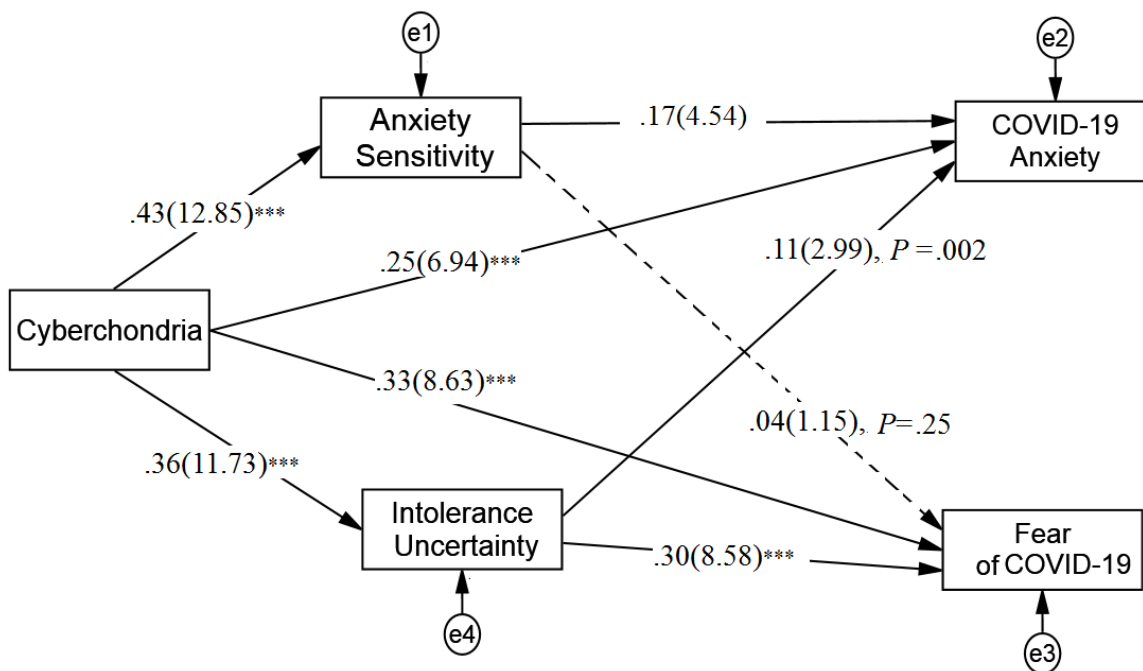 e1
e2
Anxiety
Sensitivity
.17(4.54)
COVID-19
Anxiety
.43(12.85)***
.25(6.94)***
.11(2.99), P =.002
Cyberchondria
.33(8.63)***
.04(1.15), P=.25
.36(11.73)***
Intolerance
Uncertainty
.30(8.58)***
Fear
of COVID-19
e4
e3